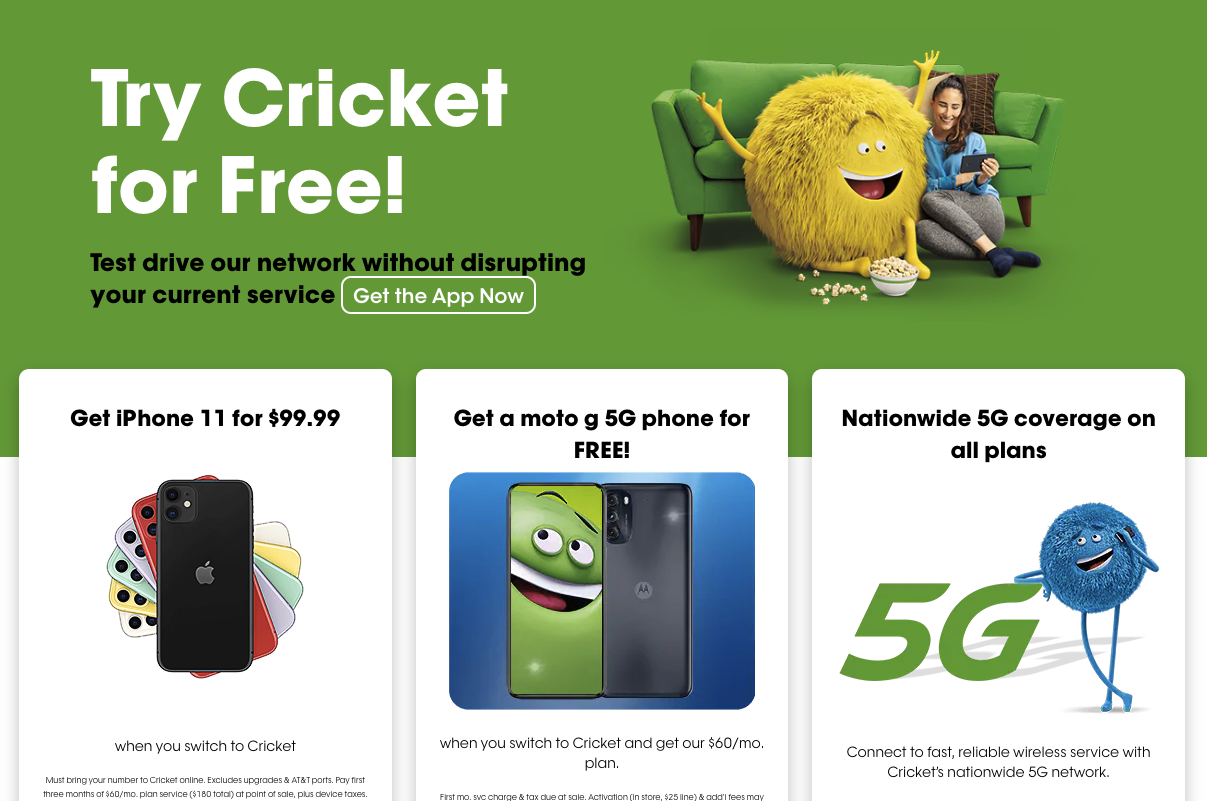 Try Cricket
for Free!
Test drive our network without disrupting
your current service Get the App Now
Get iPhone 11 for $99.99
when you switch to Cricket
Must bring your number to Cricket online. Excludes upgrades & AT&T ports. Pay first
three months of $60/mo. plan service ($180 total) at point of sale, plus device taxes.
Get a moto g 5G phone for
FREE!
when you switch to Cricket and get our $60/mo.
plan.
First mo. svc charge & tax due at sale. Activation (in store, $25 line) & add'l fees may
Nationwide 5G coverage on
all plans
5G
Connect to fast, reliable wireless service with
Cricket's nationwide 5G network.